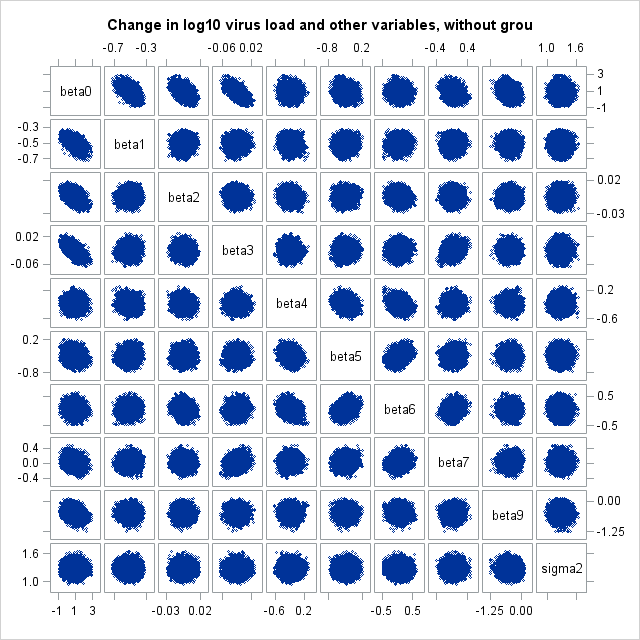 Change in log10 virus load and other variables, without grou
-0.7 -0.3 -0.06 0.02 -0.8 0.2 -0.4 0.4 1.0 1.6
beta0 3 1 -1
-0.3 -0.5 -0.7 beta1
beta2 0.02 -0.03
0.02 -0.06 beta3
beta4 0.2 -0.6
0.2 -0.8 beta5
beta6 0.5 -0.5
0.4 0.0 -0.4 beta7
beta9 0.00 -1.25
1.6 1.0 sigma2
-1 1 3 -0.03 0.02 -0.6 0.2 -0.5 0.5 -1.25 0.00